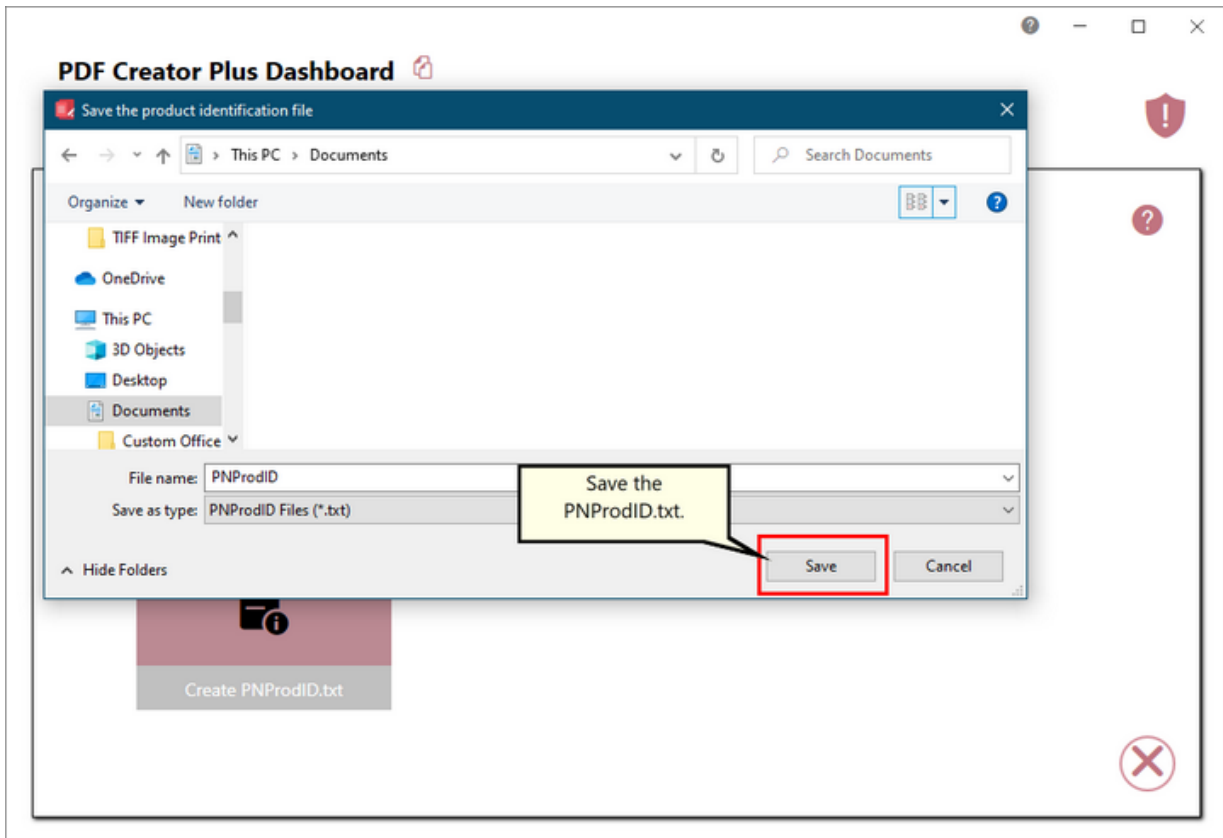 PDF Creator Plus Dashboard
Save the product identification file
This PC > Documents
Search Documents
Organize
New folder
TIFF Image Print
OneDrive
This PC
3D Objects
Desktop
Documents
Custom Office
File name: PNProdID
Save as type: PNProdID Files (*.txt)
Save the
PNProdID.txt.
Hide Folders
Save
Cancel
Create PNProdID.txt